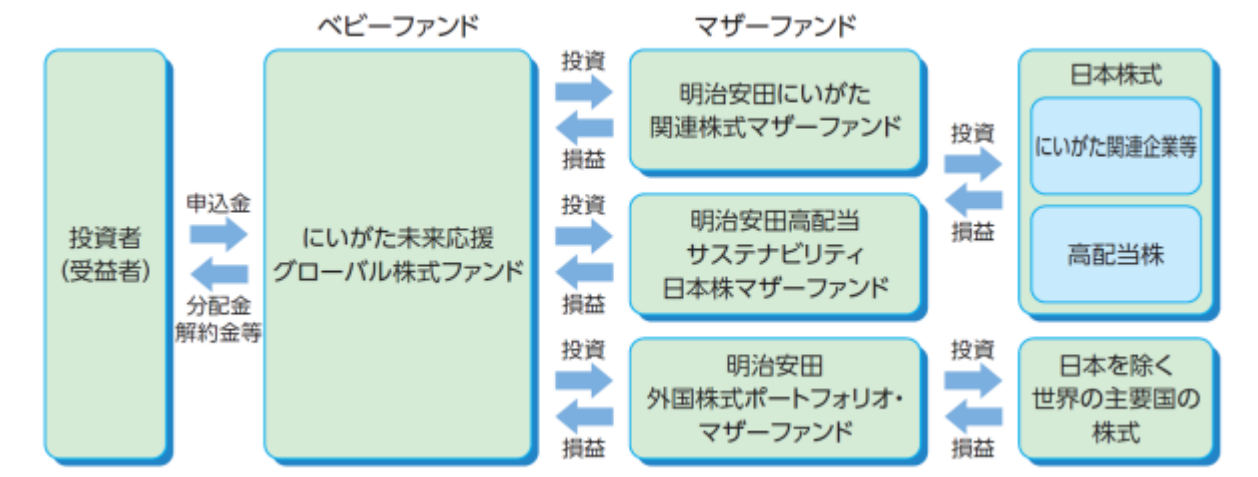 ベビーファンド
マザーファンド
投資者
(受益者)
申込金
分配金
解約金等
にいがた未来応援
グローバル株式ファンド
投資
損益
明治安田にいがた
関連株式マザーファンド
投資
損益
明治安田高配当
サステナビリティ
日本株マザーファンド
投資
損益
明治安田
外国株式ポートフォリオ・
マザーファンド
投資
損益
日本株式
にいがた関連企業等
高配当株
投資
損益
日本を除く
世界の主要国の
株式